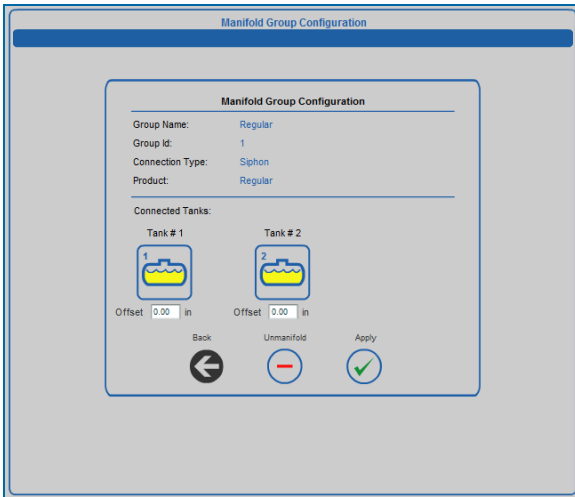 Manifold Group Configuration
Manifold Group Configuration
Group Name: Regular
Group Id: 1
Connection Type: Siphon
Product: Regular
Connected Tanks:
Tank # 1 Tank # 2
1 2
Offset 0.00 in Offset 0.00 in
Back Unmanifold Apply